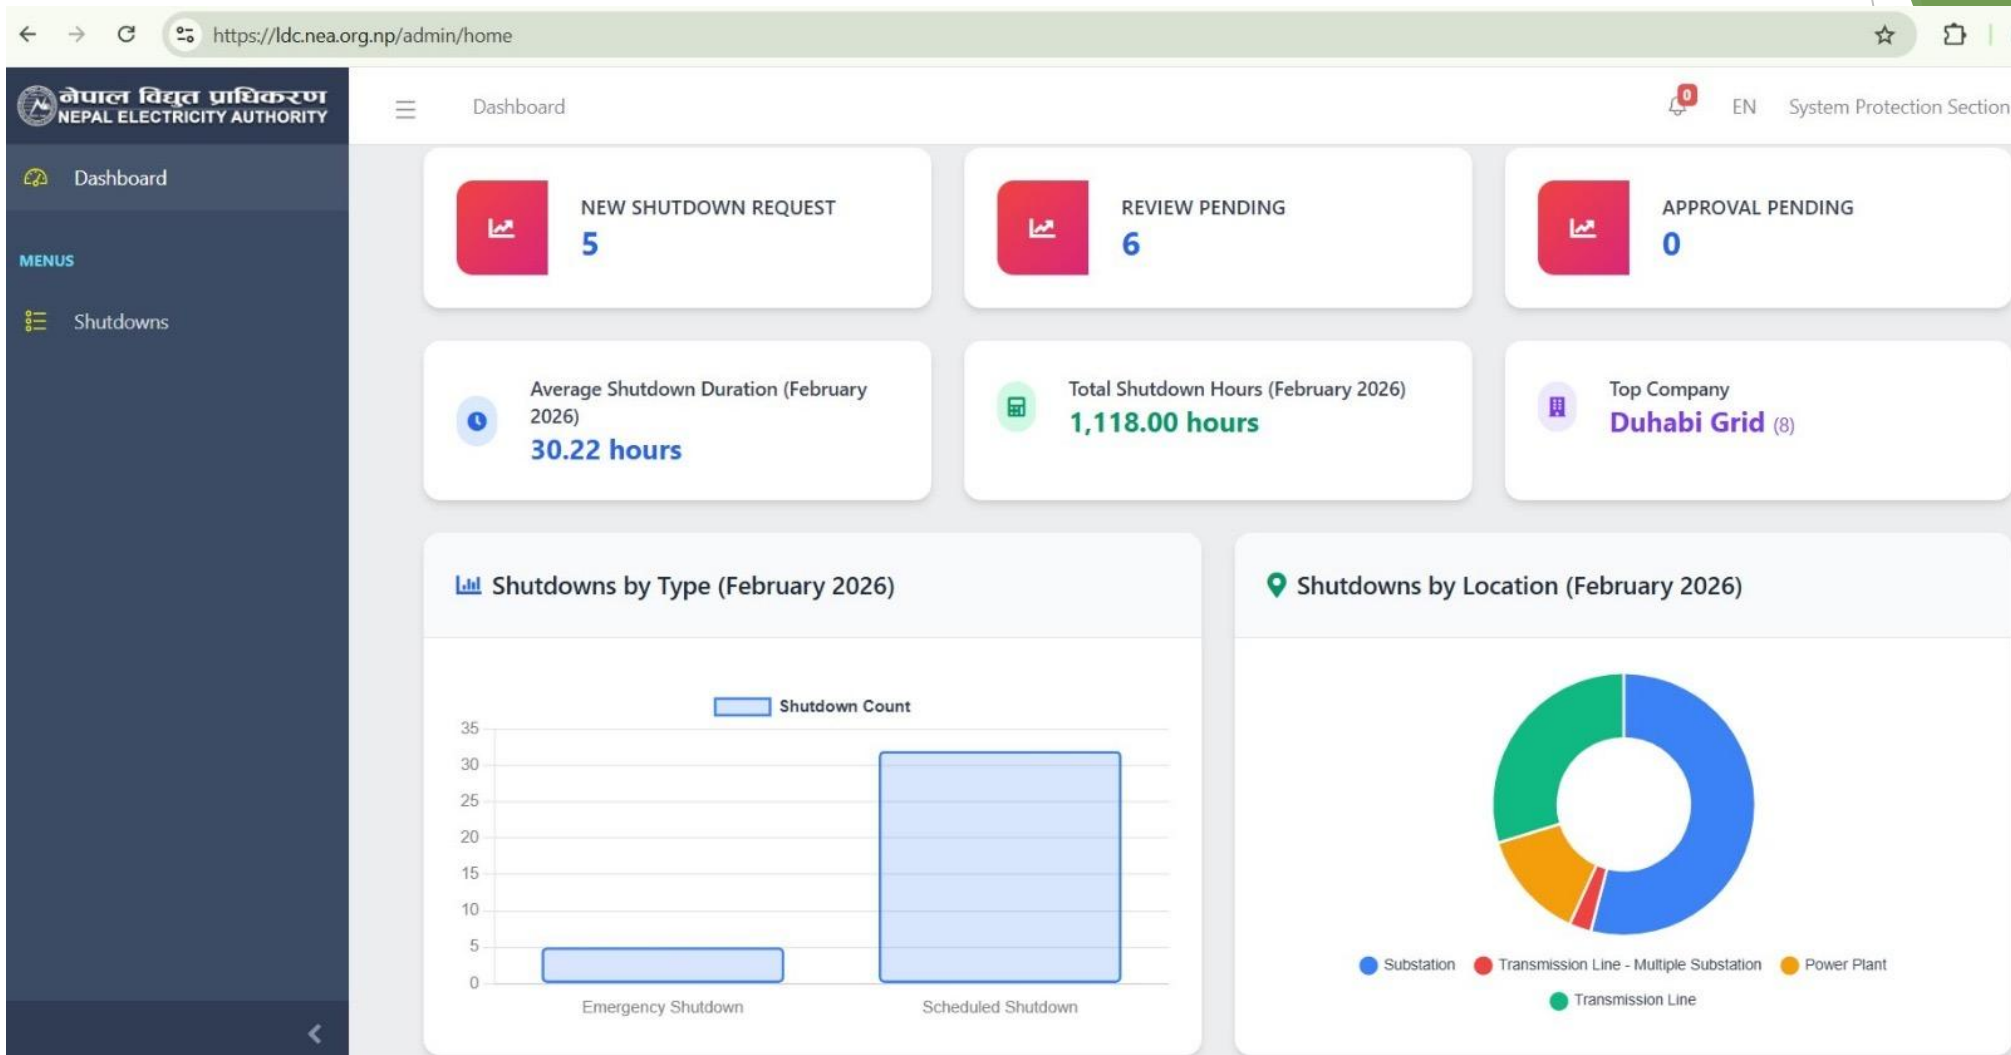 https://ldc.nea.org.np/admin/home
नेपाल विद्युत प्राधिकरण
NEPAL ELECTRICITY AUTHORITY
Dashboard
0
EN
System Protection Section
Dashboard
MENUS
Shutdowns
NEW SHUTDOWN REQUEST
5
REVIEW PENDING
6
APPROVAL PENDING
0
Average Shutdown Duration (February
2026)
30.22 hours
Total Shutdown Hours (February 2026)
1,118.00 hours
Top Company
Duhabi Grid (8)
Shutdowns by Type (February 2026)
Shutdown Count
35
30
25
20
15
10
5
0
Emergency Shutdown
Scheduled Shutdown
Shutdowns by Location (February 2026)
Substation
Transmission Line - Multiple Substation
Power Plant
Transmission Line